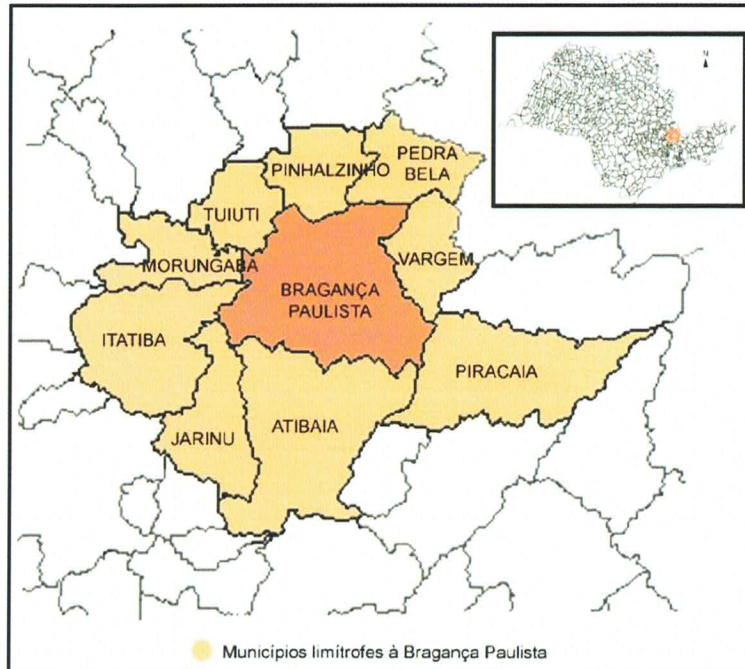 N
PINHALZINHO
PEDRA
BELA
TUIUTI
MORUNGABA
VARGEM
BRAGANÇA
PAULISTA
ITATIBA
PIRACAIA
JARINU
ATIBAIA
Municípios limítrofes à Bragança Paulista